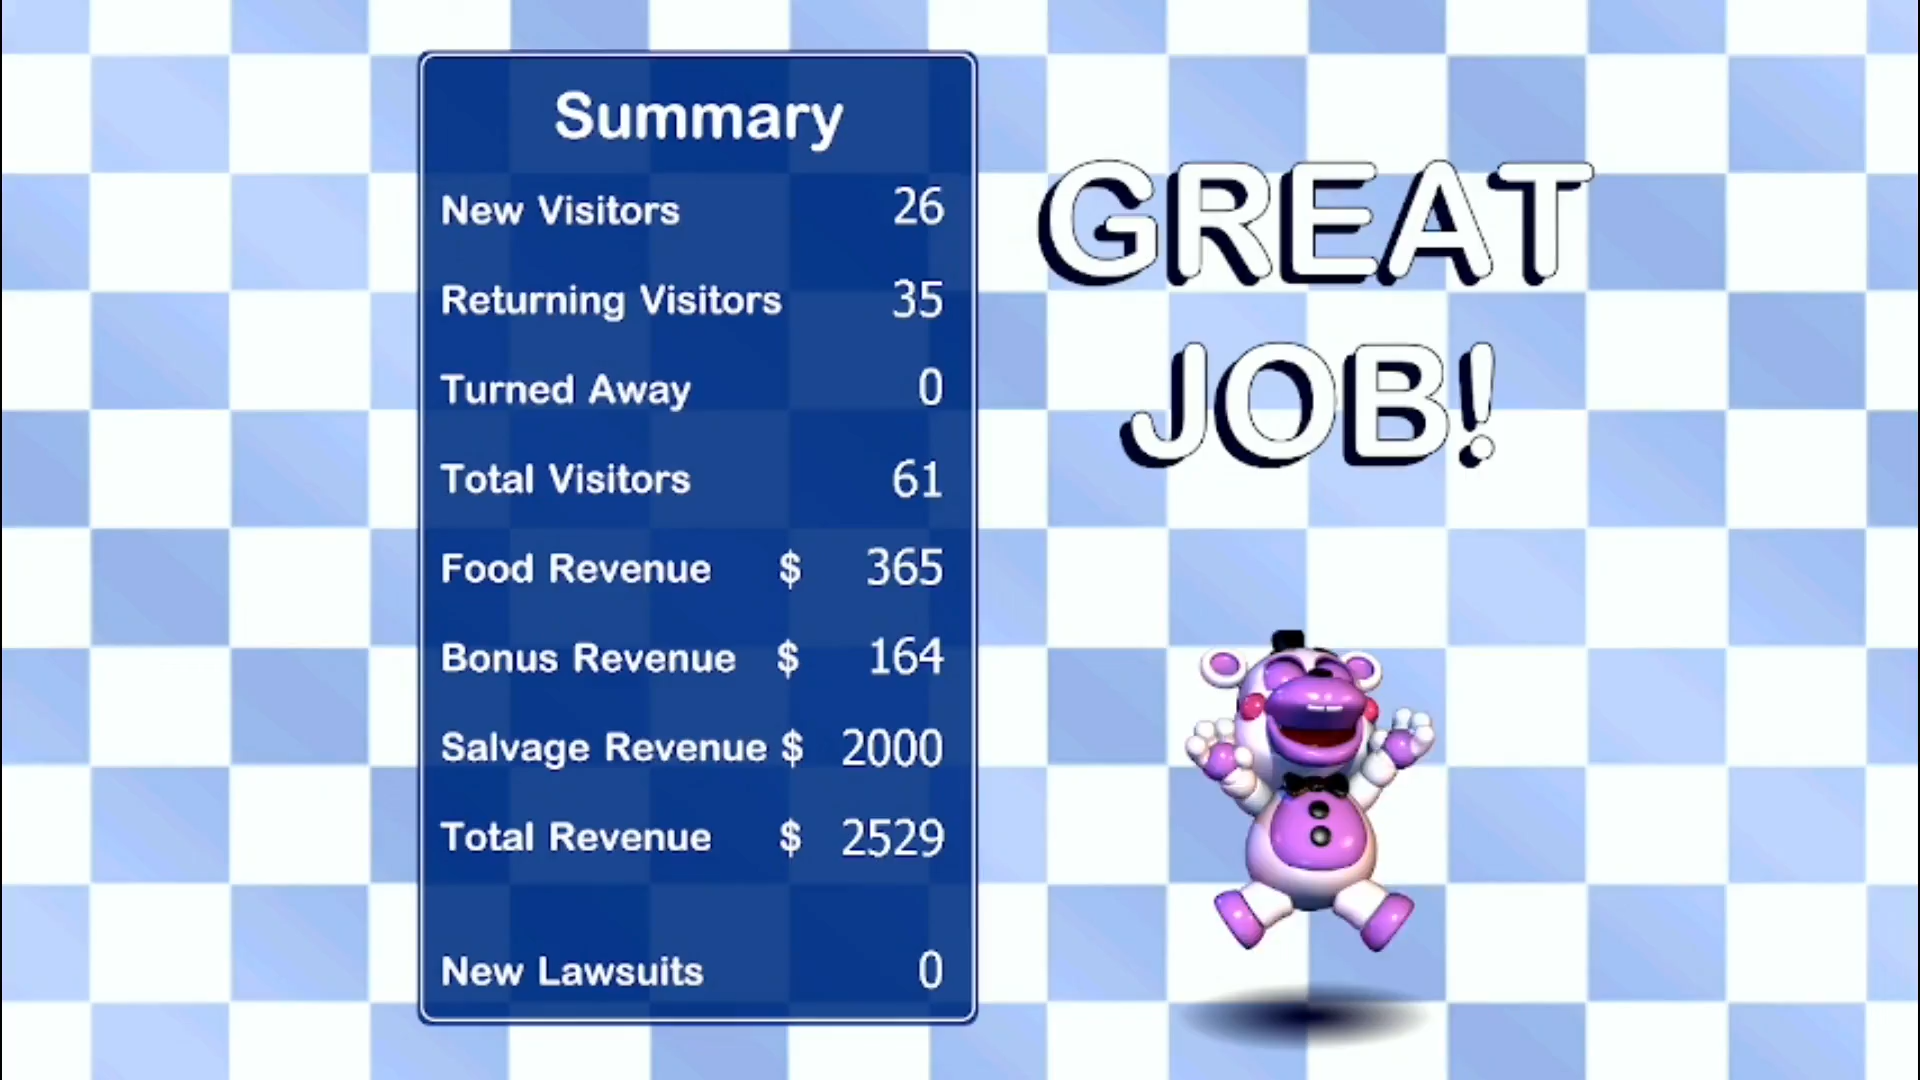 Summary
New Visitors 26
Returning Visitors 35
Turned Away 0
Total Visitors 61
Food Revenue $ 365
Bonus Revenue $ 164
Salvage Revenue $ 2000
Total Revenue $ 2529
New Lawsuits 0
GREAT
JOB!